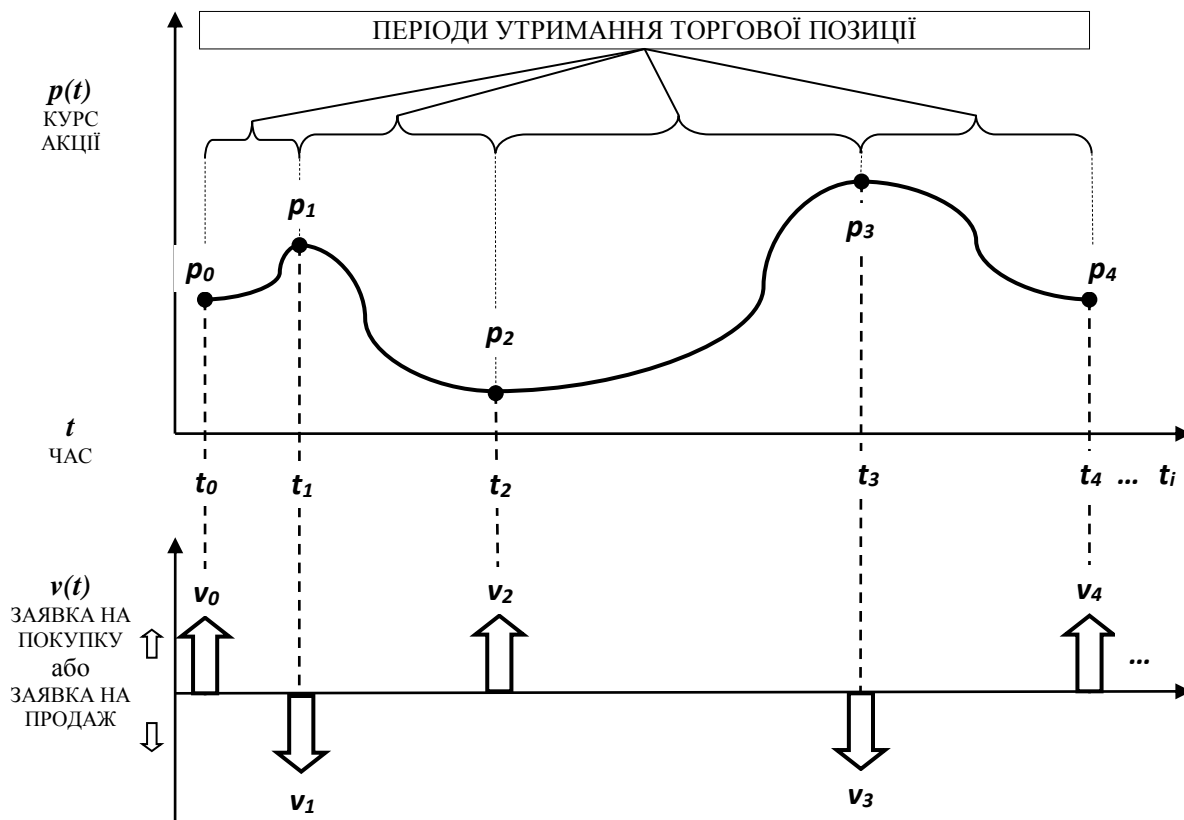 ПЕРІОДИ УТРИМАННЯ ТОРГОВОЇ ПОЗИЦІЇ
p(t)
КУРС
АКЦІЇ
p0
p1
p2
p3
p4
t
ЧАС
t0 t1 t2 t3 t4 ... ti
v(t)
ЗАЯВКА НА
ПОКУПКУ
або
ЗАЯВКА НА
ПРОДАЖ
v0
v2
v4
...
v1
v3